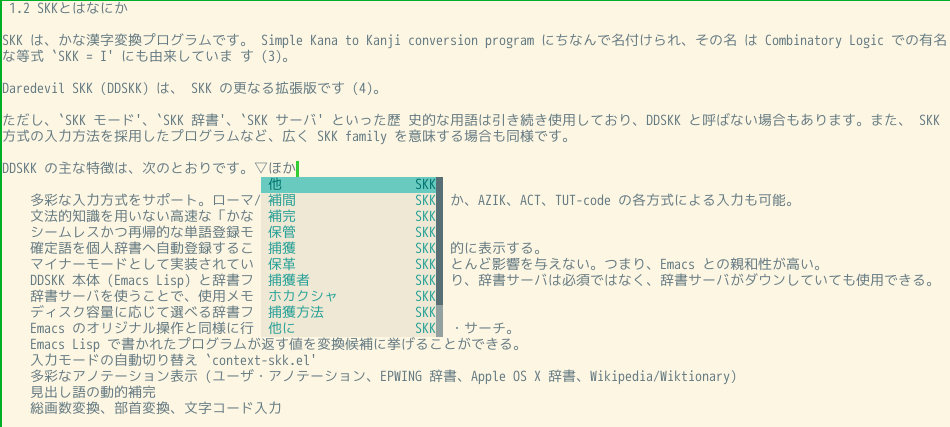 1.2 SKKとはなにか
SKK は、かな漢字変換プログラムです。 Simple Kana to Kanji conversion program にちなんで名付けられ、その名 は Combinatory Logic での有名
な等式 `SKK = I' にも由来していま す (3)。
Daredevil SKK (DDSKK) は、 SKK の更なる拡張版です (4)。
ただし、`SKK モード'、`SKK 辞書'、`SKK サーバ' といった歴 史的な用語は引き続き使用しており、DDSKK と呼ばない場合もあります。また、 SKK
方式の入力方法を採用したプログラムなど、広く SKK family を意味する場合も同様です。
DDSKK の主な特徴は、次のとおりです。▽ほか
他 SKK
多彩な入力方式をサポート。ローマ/ 補間 SKK か、AZIK、ACT、TUT-code の各方式による入力も可能。
文法的知識を用いない高速な「かな 補完 SKK
シームレスかつ再帰的な単語登録モ 保管 SKK
確定語を個人辞書へ自動登録するこ 捕獲 SKK 的に表示する。
マイナーモードとして実装されてい 保革 SKK とんど影響を与えない。つまり、Emacs との親和性が高い。
DDSKK 本体 (Emacs Lisp) と辞書フ 捕獲者 SKK り、辞書サーバは必須ではなく、辞書サーバがダウンしていても使用できる。
辞書サーバを使うことで、使用メモ ホカクシャ SKK
ディスク容量に応じて選べる辞書フ 捕獲方法 SKK
Emacs のオリジナル操作と同様に行 他に SKK ・サーチ。
Emacs Lisp で書かれたプログラムが返す値を変換候補に挙げることができる。
入力モードの自動切り替え `context-skk.el'
多彩なアノテーション表示 (ユーザ・アノテーション、EPWING 辞書、Apple OS X 辞書、Wikipedia/Wiktionary)
見出し語の動的補完
総画数変換、部首変換、文字コード入力